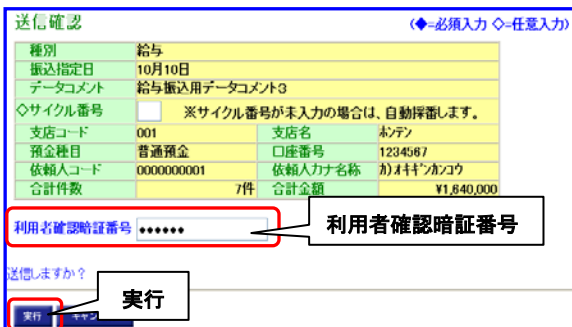 送信確認 (◆=必須入力 ◇=任意入力)
種別 給与
振込指定日 10月10日
データコメント 給与振込用データコメント3
◇サイクル番号 ※サイクル番号が未入力の場合は、自動採番します。
支店コード 001 支店名 ホンテン
預金種目 普通預金 口座番号 1234567
依頼人コード 0000000001 依頼人カナ名称 カ)オキギンカンコウ
合計件数 7件 合計金額 ¥1,640,000
利用者確認暗証番号 ●●●●●● 利用者確認暗証番号
送信しますか?
実行
実行